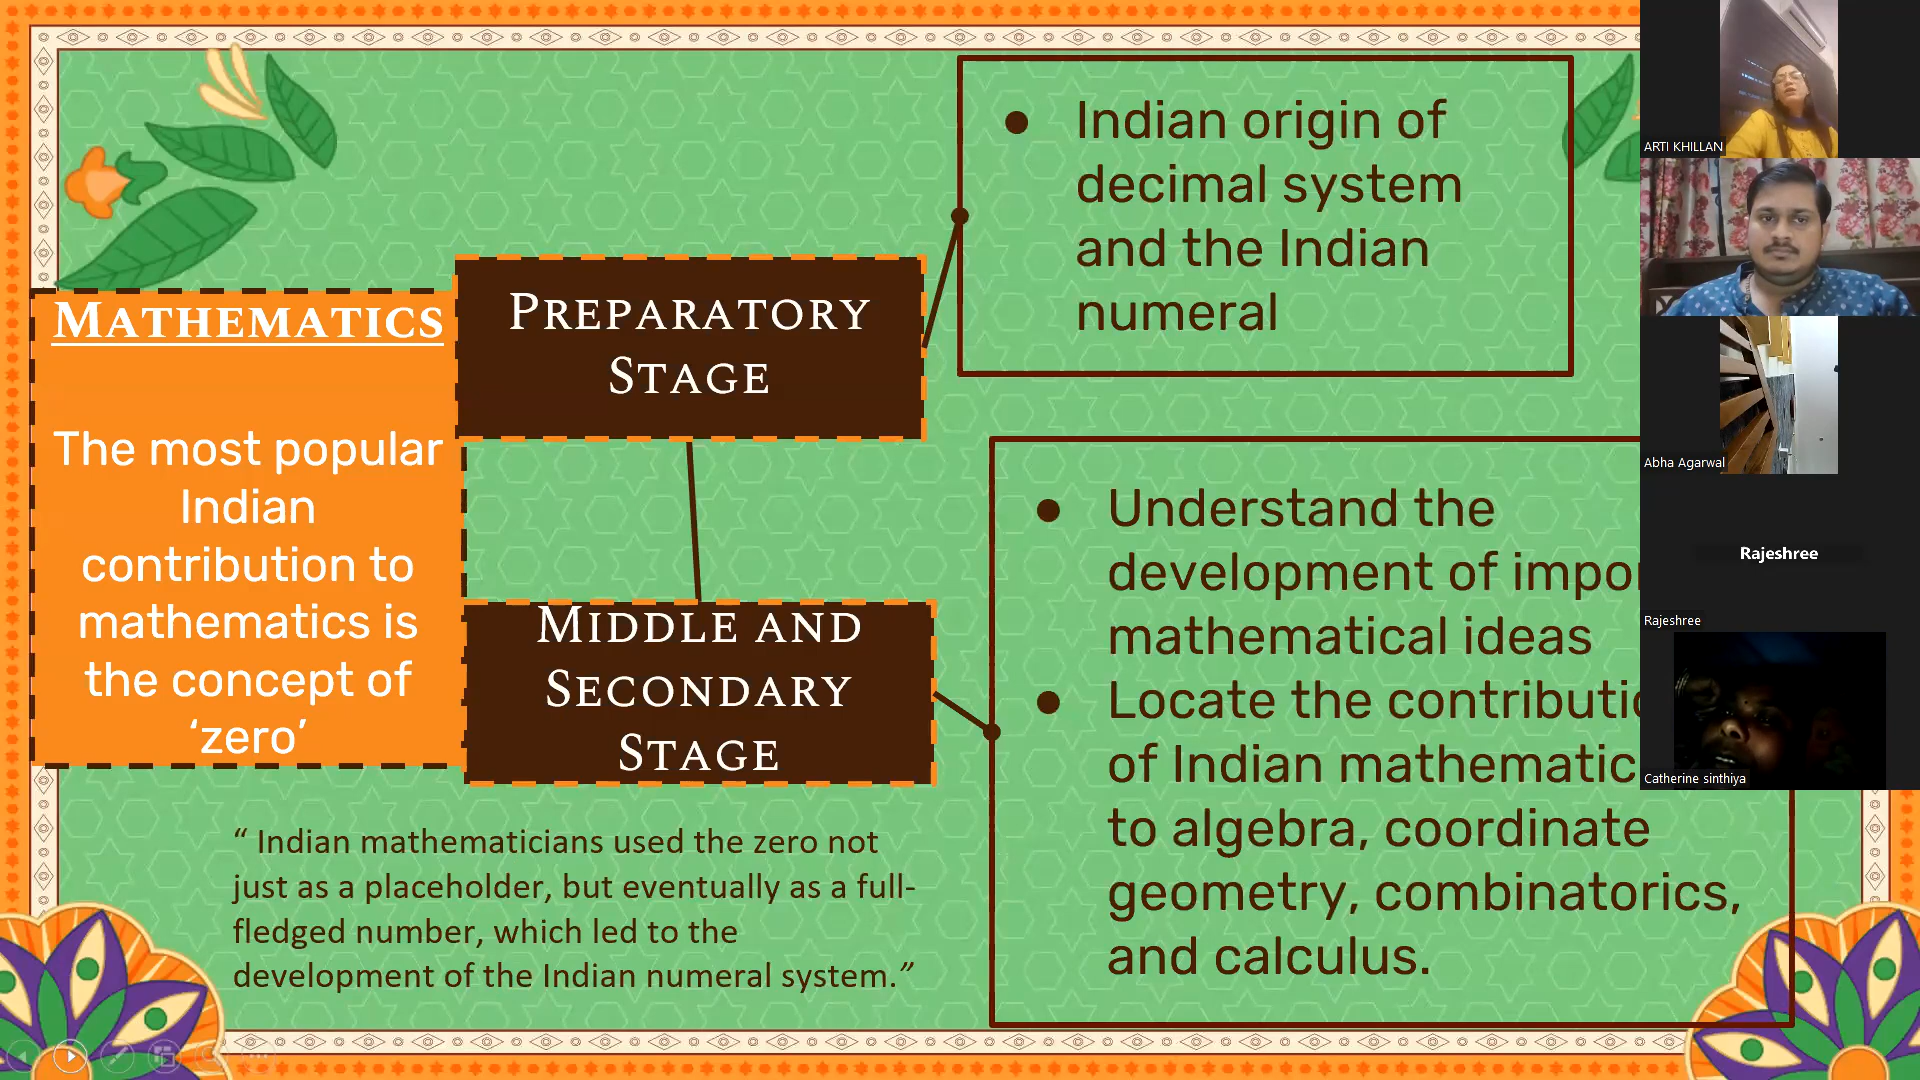 MATHEMATICS
The most popular
Indian
contribution to
mathematics is
the concept of
‘zero’
PREPARATORY
STAGE
MIDDLE AND
SECONDARY
STAGE
• Indian origin of
decimal system
and the Indian
numeral
• Understand the
development of
mathematical ideas
• Locate the
of Indian
to algebra, coordinate
geometry, combinatorics,
and calculus.
“ Indian mathematicians used the zero not
just as a placeholder, but eventually as a full-
fledged number, which led to the
development of the Indian numeral system.”
ARTI KHILLAN
Abha Agarwal
Rajeshree
Rajeshree
Catherine sinthiya